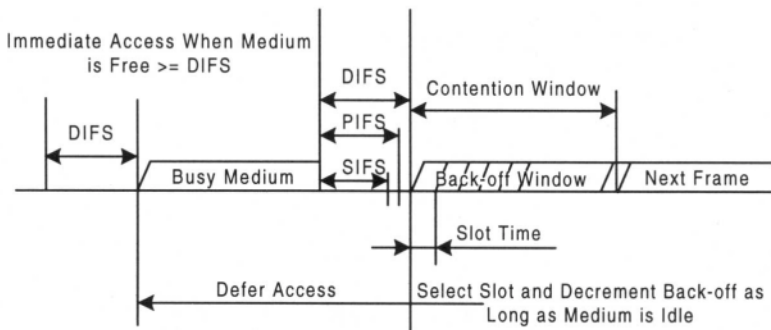 Immediate Access When Medium
is Free >= DIFS
DIFS
DIFS
PIFS
SIFS
Contention Window
Busy Medium
Back-off Window
Next Frame
Slot Time
Defer Access
Select Slot and Decrement Back-off as
Long as Medium is Idle